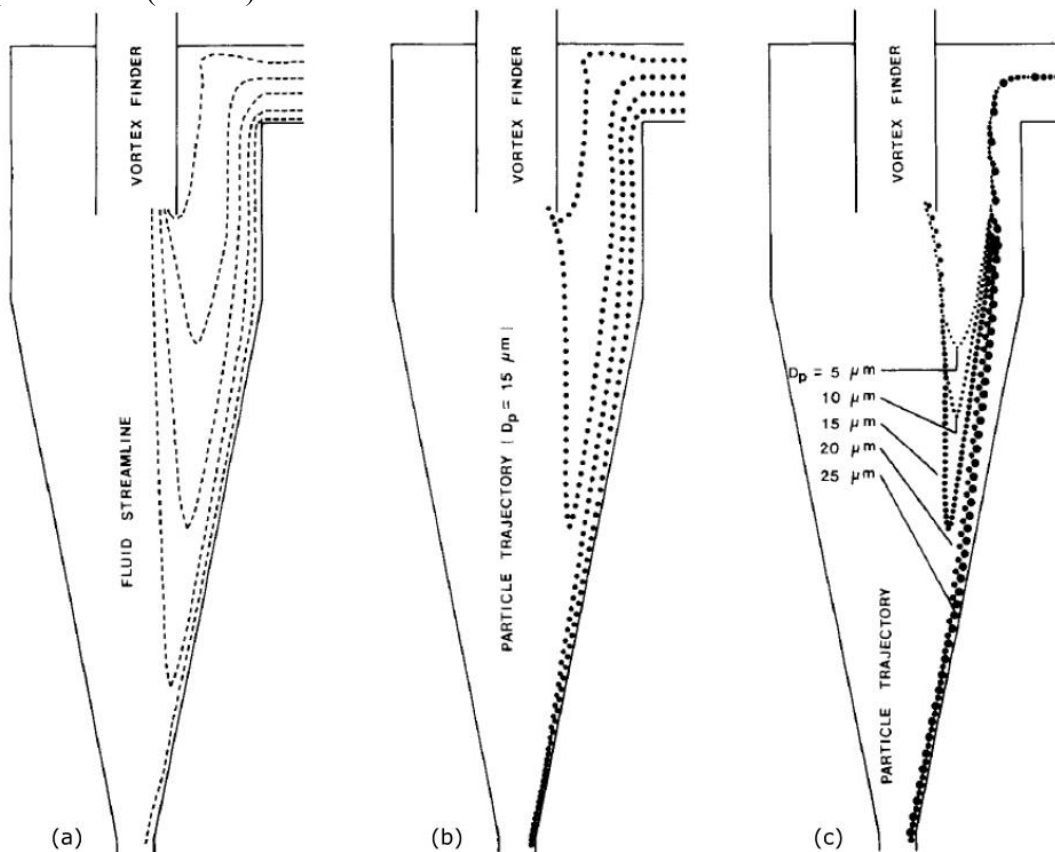 VORTEX FINDER
FLUID STREAMLINE
(a)
VORTEX FINDER
PARTICLE TRAJECTORY ( Dp = 15 µm )
(b)
VORTEX FINDER
Dp = 5 µm
10 µm
15 µm
20 µm
25 µm
PARTICLE TRAJECTORY
(c)